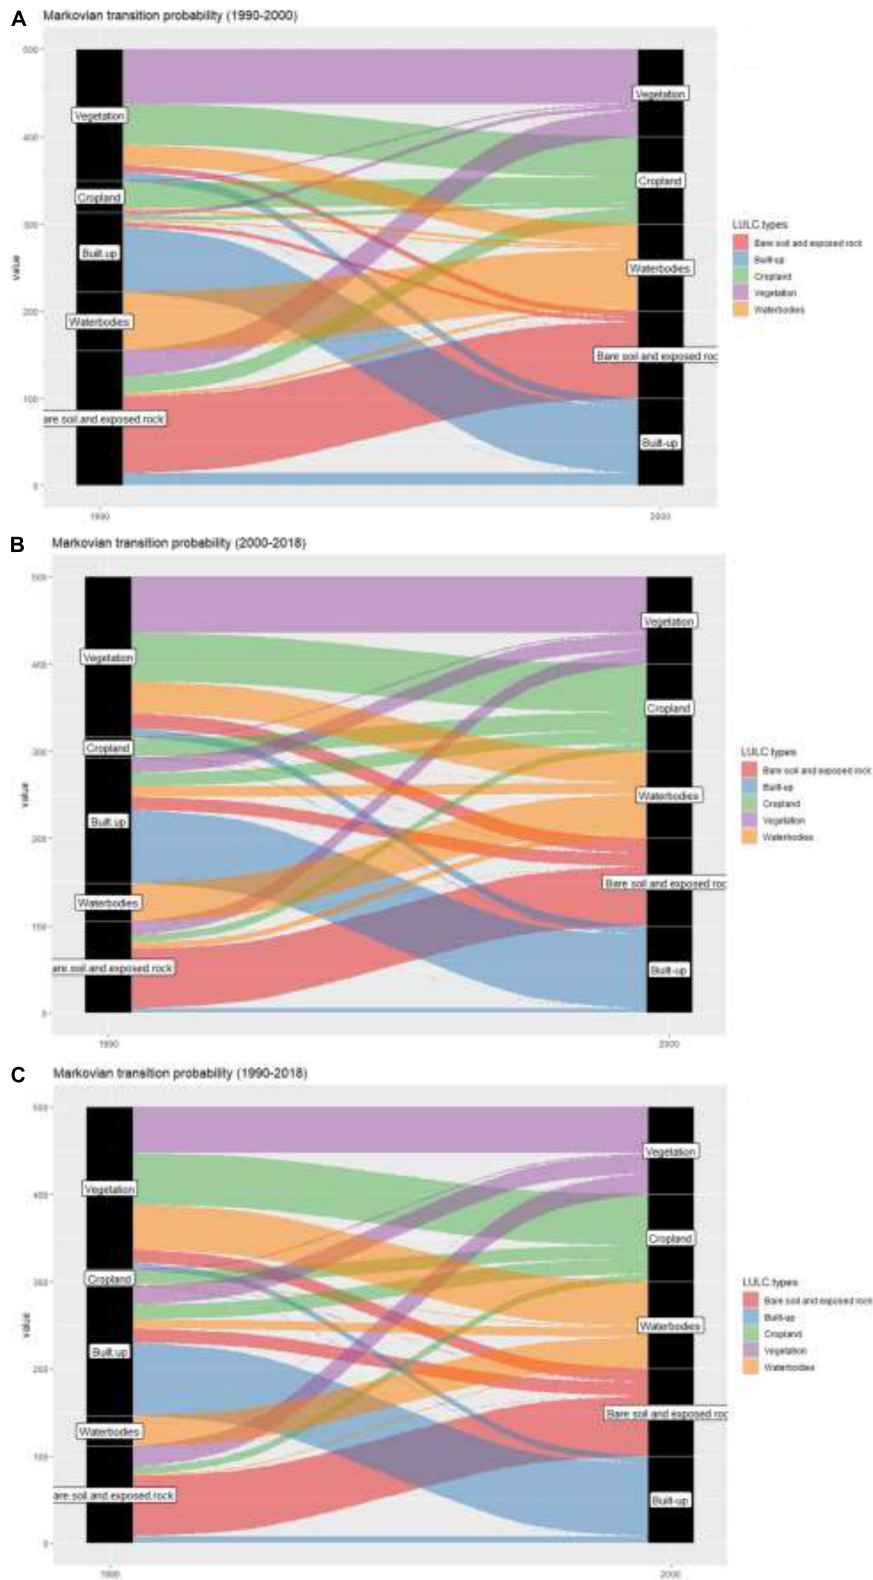 A
Markovian transition probability (1990-2000)
500
400
300
200
100
0
value
Vegetation
Cropland
Built.up
Waterbodies
are.soil.and.exposed.rock
Vegetation
Cropland
Waterbodies
Bare soil and exposed roc
Built-up
1990
2000
LULC.types
Bare soil and exposed rock
Built-up
Cropland
Vegetation
Waterbodies
B
Markovian transition probability (2000-2018)
500
400
300
200
100
0
value
Vegetation
Cropland
Built.up
Waterbodies
are.soil.and.exposed.rock
Vegetation
Cropland
Waterbodies
Bare soil and exposed roc
Built-up
1990
2000
LULC.types
Bare soil and exposed rock
Built-up
Cropland
Vegetation
Waterbodies
C
Markovian transition probability (1990-2018)
500
400
300
200
100
0
value
Vegetation
Cropland
Built.up
Waterbodies
are.soil.and.exposed.rock
Vegetation
Cropland
Waterbodies
Bare soil and exposed roc
Built-up
1990
2000
LULC.types
Bare soil and exposed rock
Built-up
Cropland
Vegetation
Waterbodies